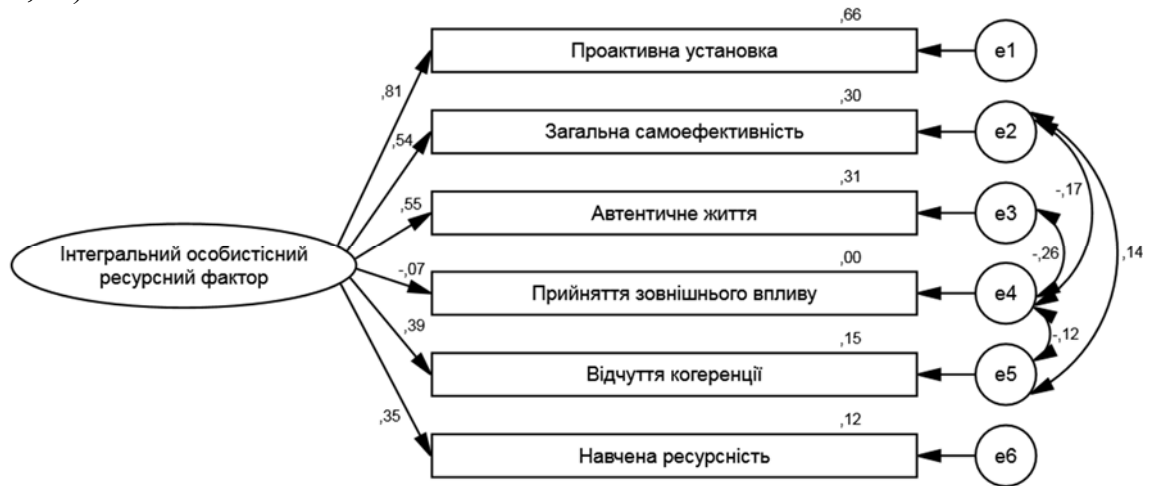 ,66
Проактивна установка
e1
,81
,30
Загальна самоефективність
e2
,54
-,17
,31
Автентичне життя
e3
,55
-,26
,14
Інтегральний особистісний
ресурсний фактор
-,07
,00
Прийняття зовнішнього впливу
e4
-,12
,39
,15
Відчуття когеренції
e5
,35
,12
Навчена ресурсність
e6